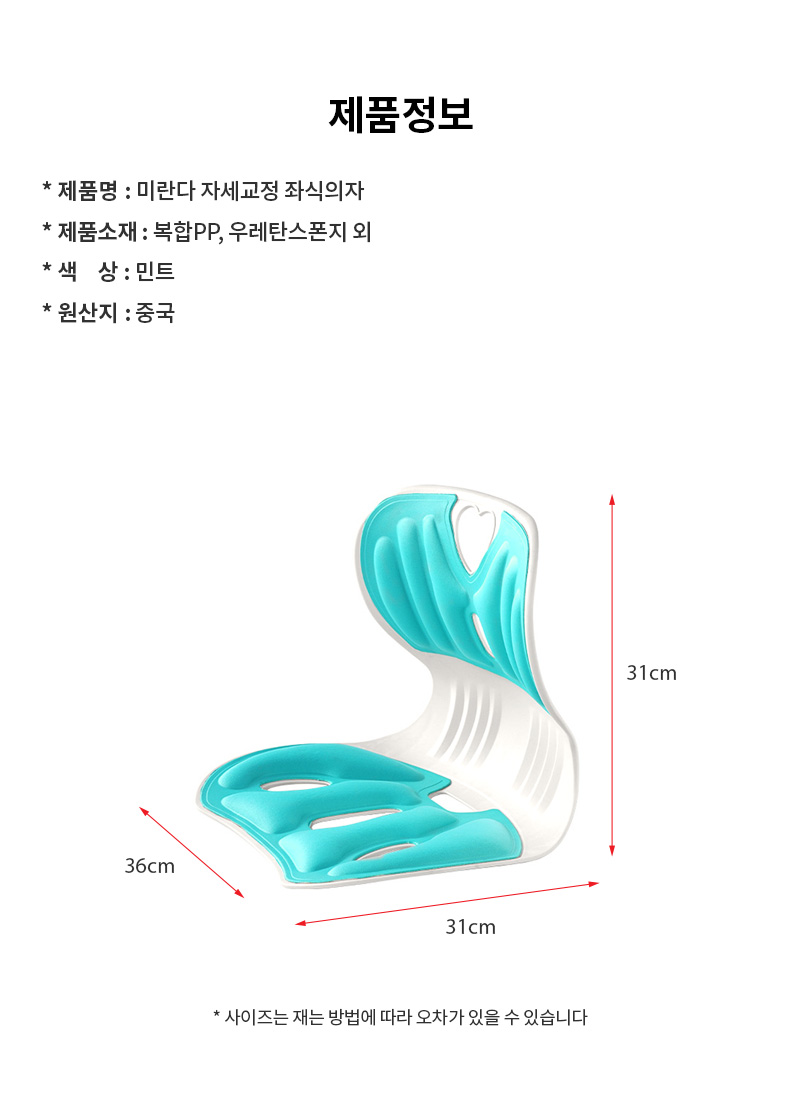 제품정보
* 제품명 : 미란다 자세교정 좌식의자
* 제품소재 : 복합PP, 우레탄스폰지 외
* 색 상 : 민트
* 원산지 : 중국
31cm
36cm
31cm
* 사이즈는 재는 방법에 따라 오차가 있을 수 있습니다